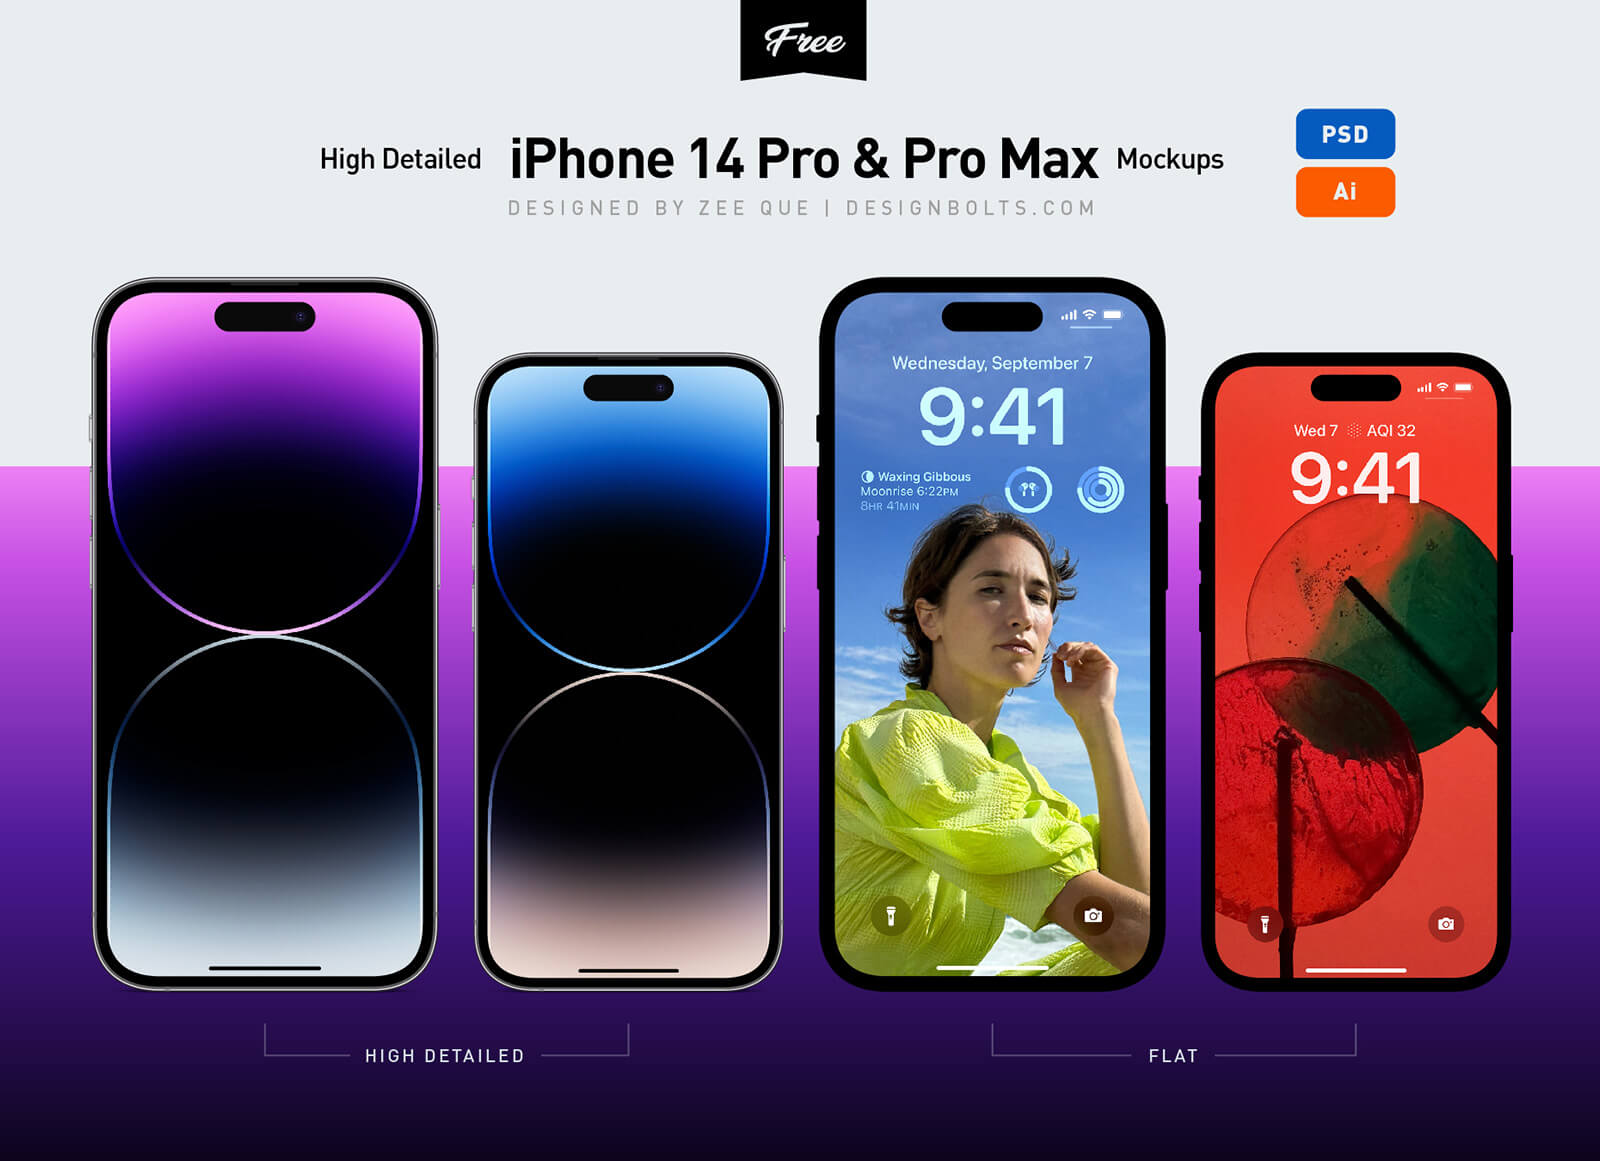 Free
High Detailed iPhone 14 Pro & Pro Max Mockups
DESIGNED BY ZEE QUE | DESIGNBOLTS.COM
PSD
Ai
Wednesday, September 7
9:41
Waxing Gibbous
Moonrise 6:22PM
8HR 41MIN
Wed 7 AQI 32
9:41
HIGH DETAILED
FLAT